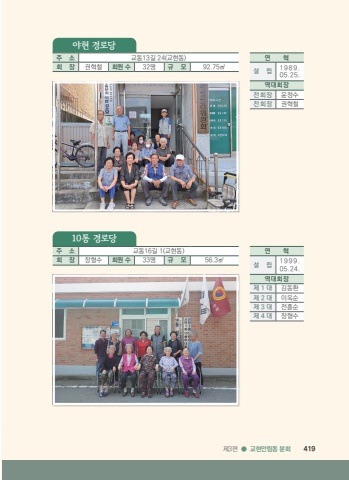 야현 경로당
주 소 교동13길 24(교현동)
회 장 권혁철 회원 수 32명 규 모 92.75㎡
연 혁
설 립 1989. 05.25.
역대회장
전회장 윤정수
전회장 권혁철
10통 경로당
주 소 교동16길 1(교현동)
회 장 장형수 회원 수 33명 규 모 56.3㎡
연 혁
설 립 1999. 05.24.
역대회장
제 1 대 김동환
제 2 대 이옥순
제 3 대 전흥순
제 4 대 장형수
제3편 ● 교현안림동 문화 419